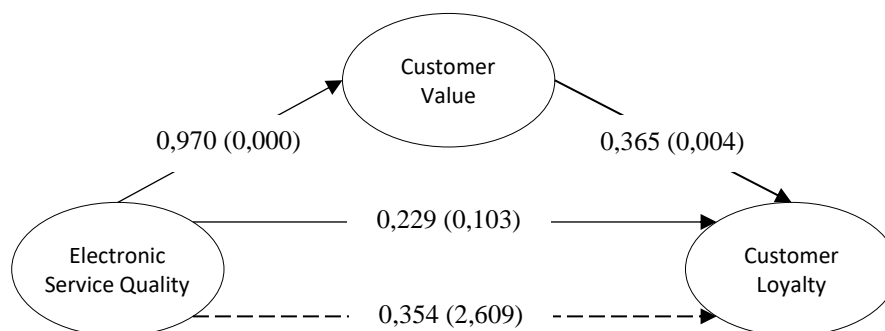 Customer
Value
0,970 (0,000)
0,365 (0,004)
0,229 (0,103)
Electronic
Service Quality
Customer
Loyalty
0,354 (2,609)